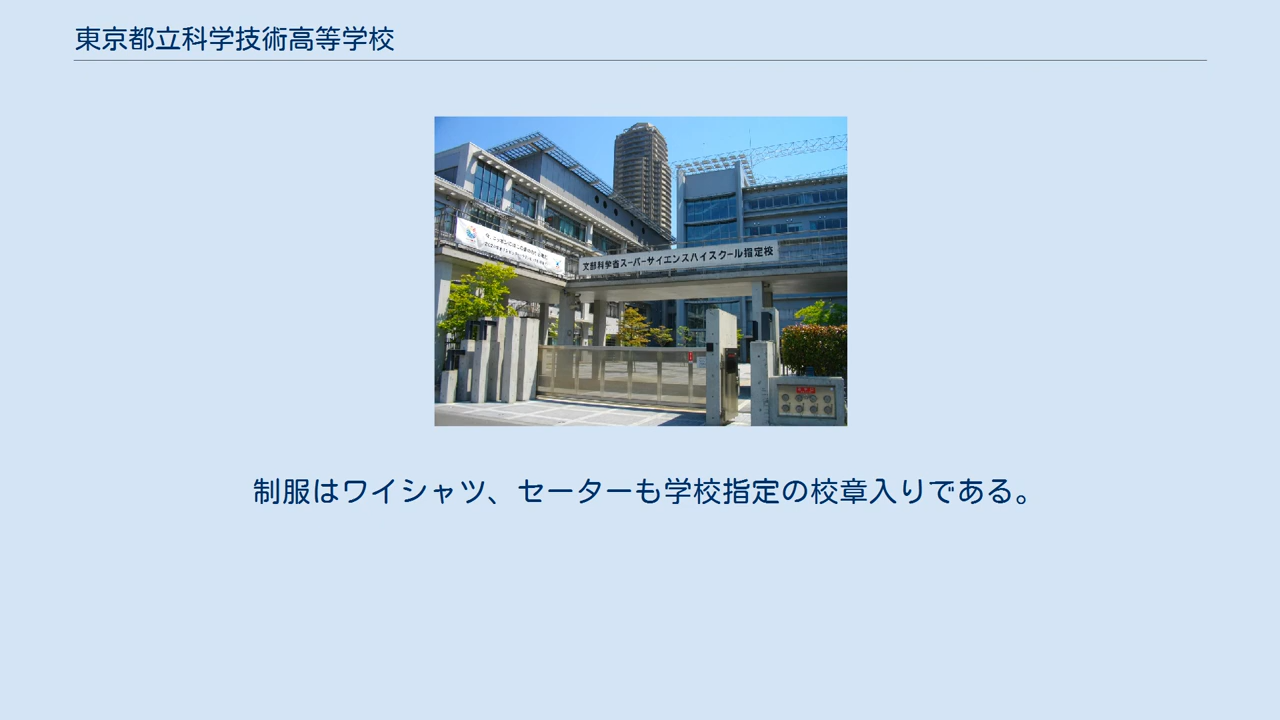 東京都立科学技術高等学校
文部科学省スーパーサイエンスハイスクール指定校
制服はワイシャツ、セーターも学校指定の校章入りである。